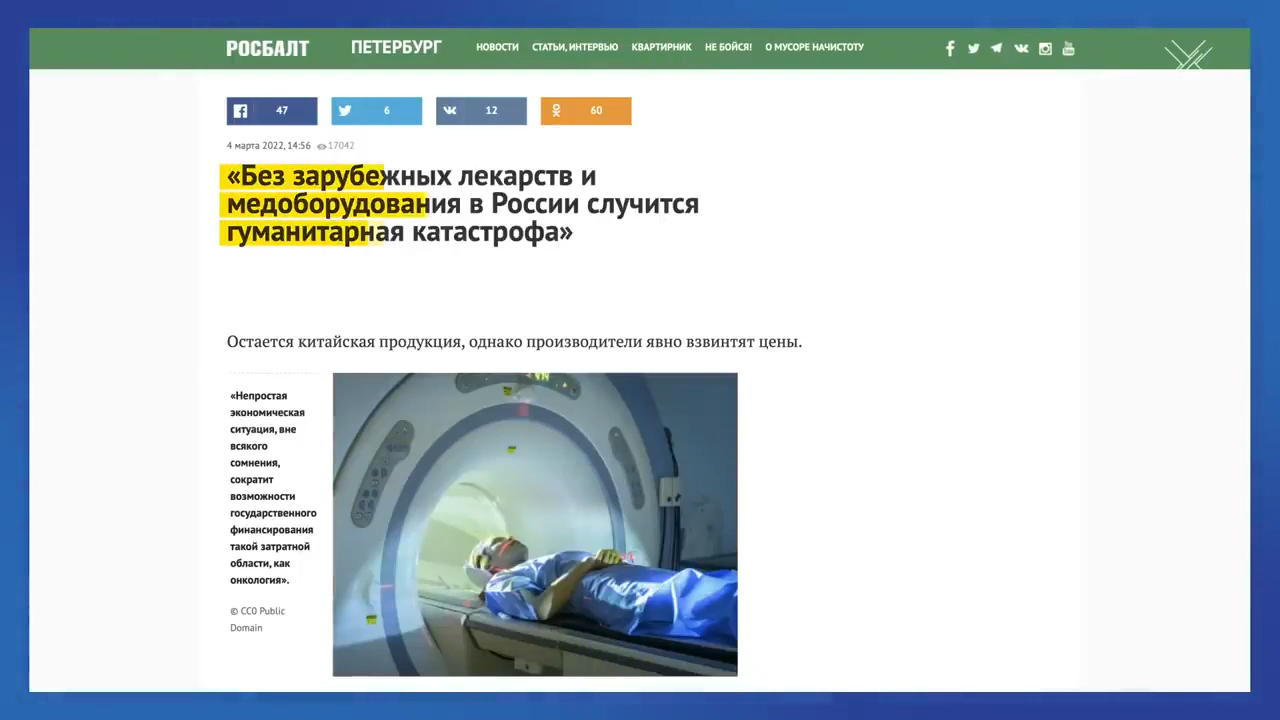 РОСБАЛТ ПЕТЕРБУРГ НОВОСТИ СТАТЬИ, ИНТЕРВЬЮ КВАРТИРНИК НЕ БОЙСЯ! О МУСОРЕ НАЧИСТОТУ
47 6 12 60
4 марта 2022, 14:56 17042
«Без зарубежных лекарств и
медоборудования в России случится
гуманитарная катастрофа»
Остается китайская продукция, однако производители явно взвинтят цены.
«Непростая
экономическая
ситуация, вне
всякого
сомнения,
сократит
возможности
государственного
финансирования
такой затратной
области, как
онкология».
© CC0 Public
Domain